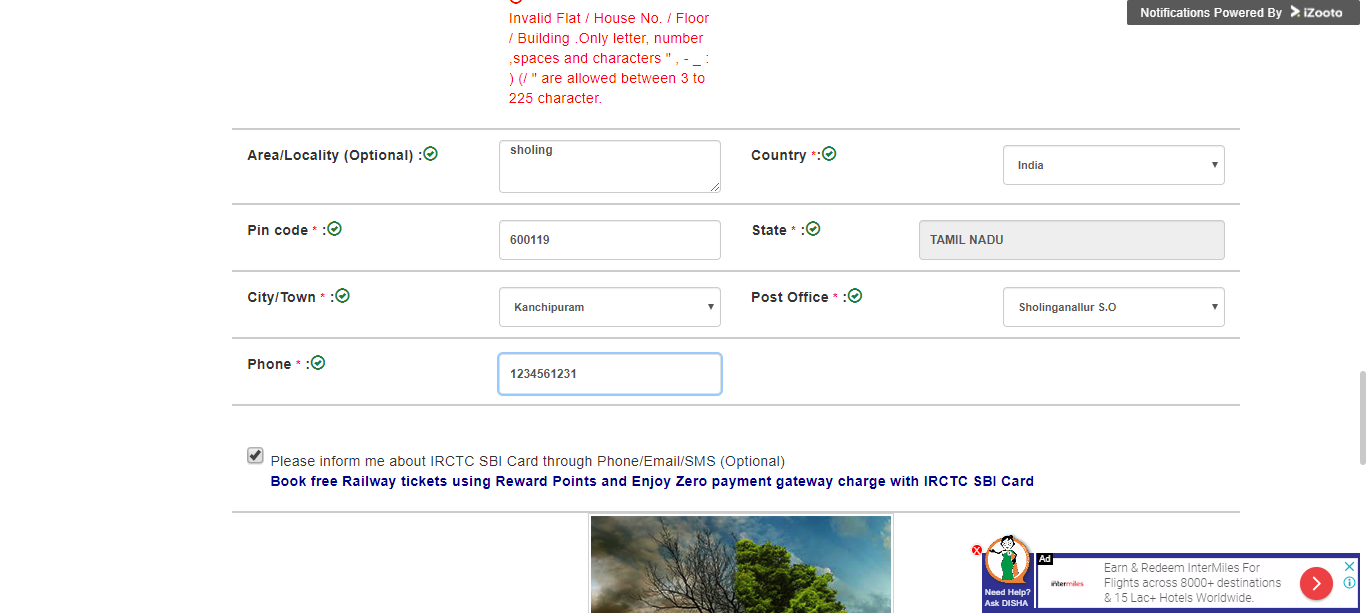 Notifications Powered By iZooto
Invalid Flat / House No. / Floor
/ Building .Only letter, number
,spaces and characters " , - _ :
) (/ " are allowed between 3 to
225 character.
Area/Locality (Optional) :
sholing
Country *:
India
Pin code * :
600119
State * :
TAMIL NADU
City/Town * :
Kanchipuram
Post Office * :
Sholinganallur S.O
Phone * :
1234561231
Please inform me about IRCTC SBI Card through Phone/Email/SMS (Optional)
Book free Railway tickets using Reward Points and Enjoy Zero payment gateway charge with IRCTC SBI Card
Need Help?
Ask DISHA
Ad
intermiles
Earn & Redeem InterMiles For
Flights across 8000+ destinations
& 15 Lac+ Hotels Worldwide.